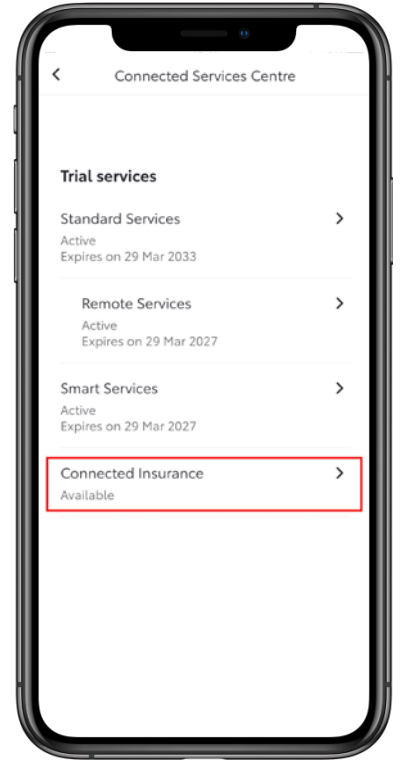 Connected Services Centre
Trial services
Standard Services
Active
Expires on 29 Mar 2033
Remote Services
Active
Expires on 29 Mar 2027
Smart Services
Active
Expires on 29 Mar 2027
Connected Insurance
Available